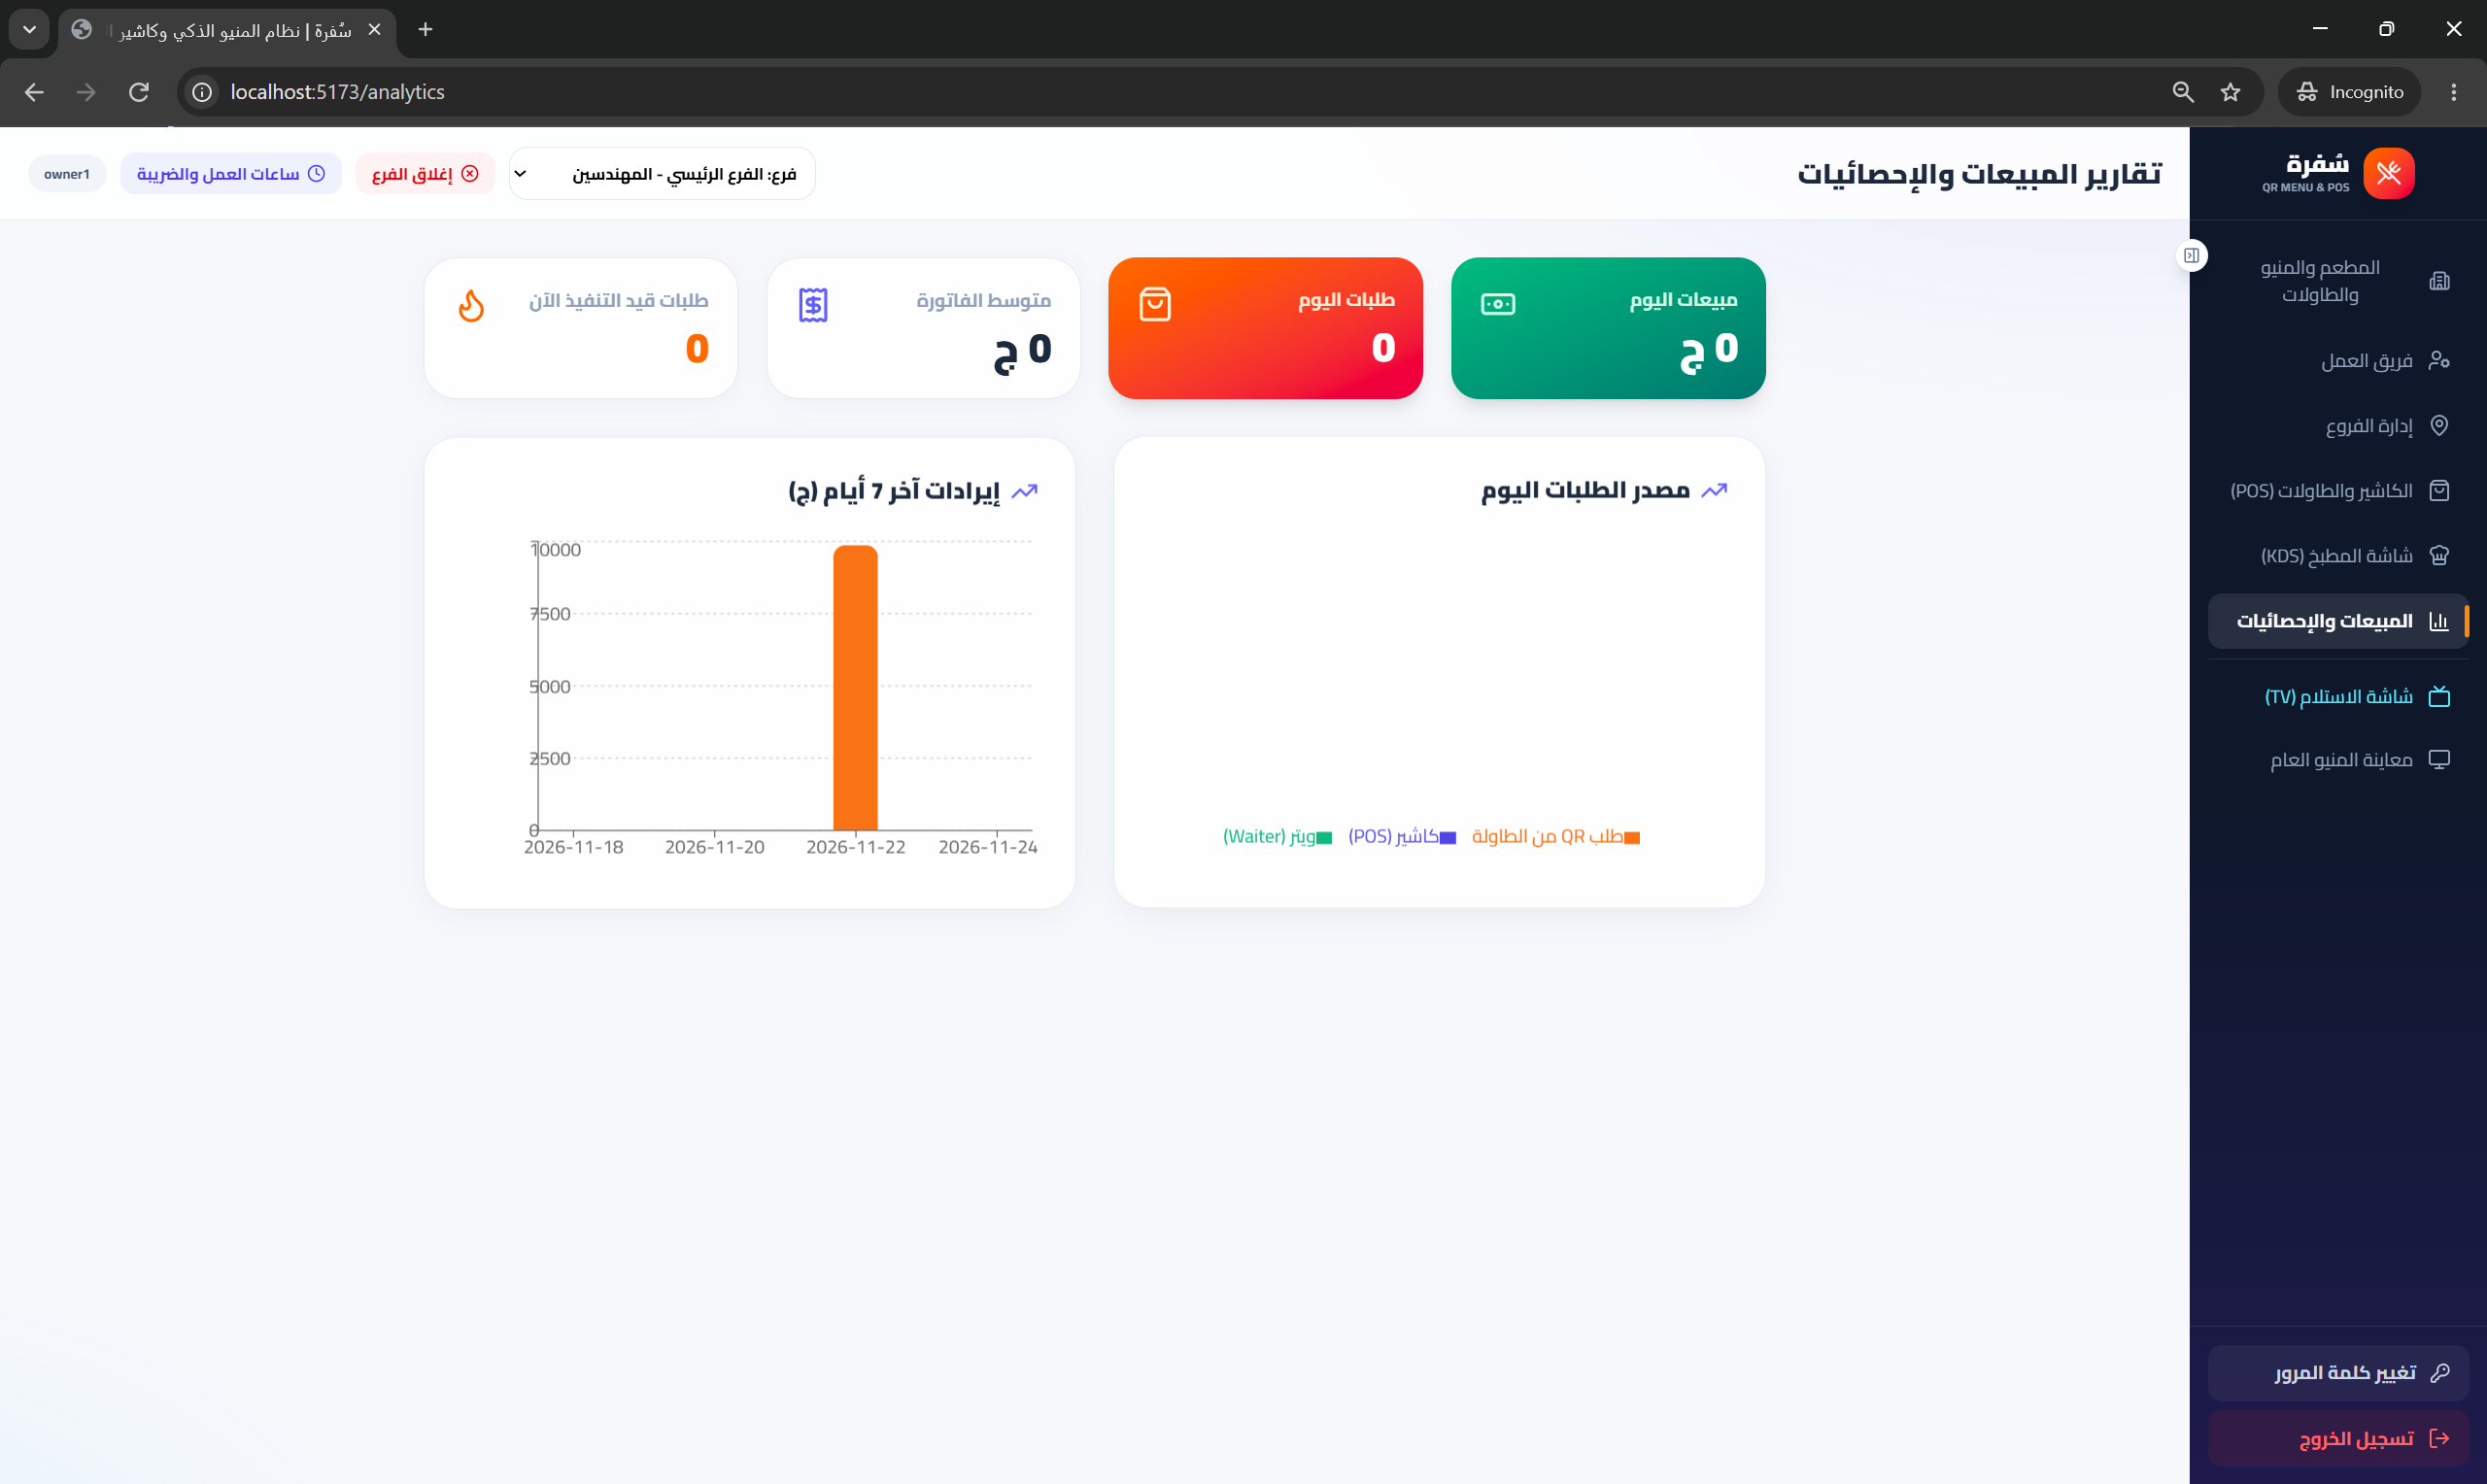 سُفرة | نظام المنيو الذكي وكاشير ا
localhost:5173/analytics
Incognito
سُفرة
QR MENU & POS
تقارير المبيعات والإحصائيات
فرع: الفرع الرئيسي - المهندسين
إغلاق الفرع
ساعات العمل والضريبة
owner1
المطعم والمنيو
والطاولات
فريق العمل
إدارة الفروع
الكاشير والطاولات (POS)
شاشة المطبخ (KDS)
المبيعات والإحصائيات
شاشة الاستلام (TV)
معاينة المنيو العام
تغيير كلمة المرور
تسجيل الخروج
مبيعات اليوم
0 ج
طلبات اليوم
0
متوسط الفاتورة
0 ج
طلبات قيد التنفيذ الآن
0
مصدر الطلبات اليوم
طلب QR من الطاولة
كاشير (POS)
ويتر (Waiter)
إيرادات آخر 7 أيام (ج)
10000
7500
5000
2500
0
2026-11-18
2026-11-20
2026-11-22
2026-11-24